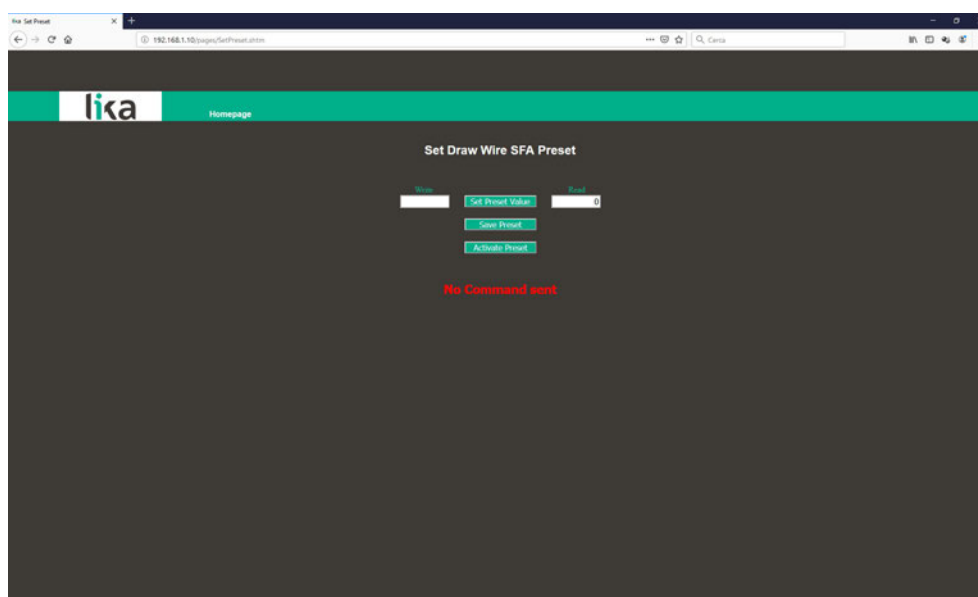 lika Set Preset
192.168.1.10/pages/SetPreset.shtm
Cerca
lika
Homepage
Set Draw Wire SFA Preset
Write Read
Set Preset Value 0
Save Preset
Activate Preset
No Command sent